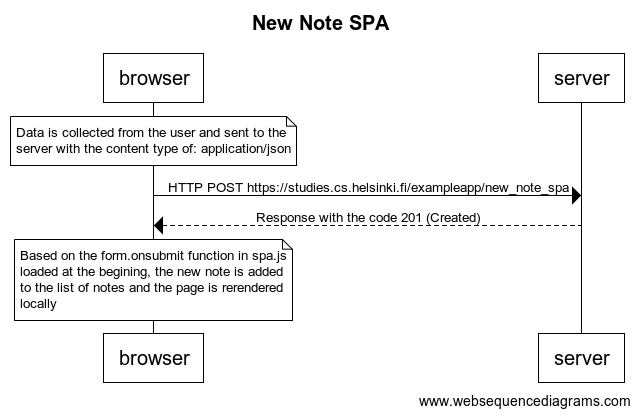 New Note SPA
browser
server
Data is collected from the user and sent to the
server with the content type of: application/json
HTTP POST https://studies.cs.helsinki.fi/exampleapp/new_note_spa
Response with the code 201 (Created)
Based on the form.onsubmit function in spa.js
loaded at the begining, the new note is added
to the list of notes and the page is rerendered
locally
browser
server
www.websequencediagrams.com